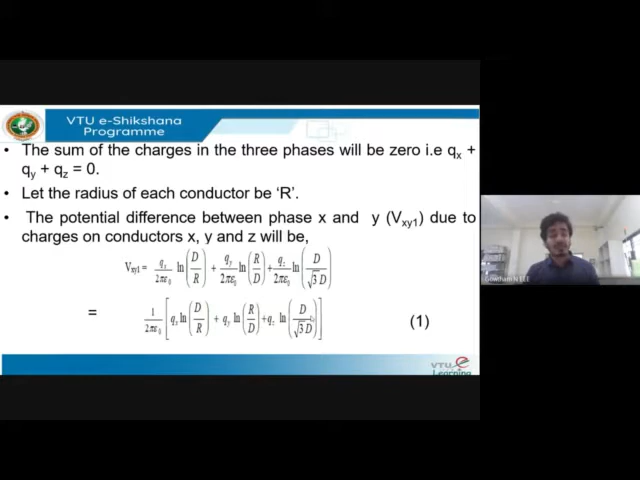 VTU e-Shikshana
Programme
• The sum of the charges in the three phases will be zero i.e qx +
qy + qz = 0.
• Let the radius of each conductor be 'R'.
• The potential difference between phase x and y (Vxy1) due to
charges on conductors x, y and z will be,
Vxy1 = qx/2πε0 ln(D/R) + qy/2πε0 ln(R/D) + qz/2πε0 ln(D/√3 D)
= 1/2πε0 [qx ln(D/R) + qy ln(R/D) + qz ln(D/√3 D)] (1)
VTU e
Learning